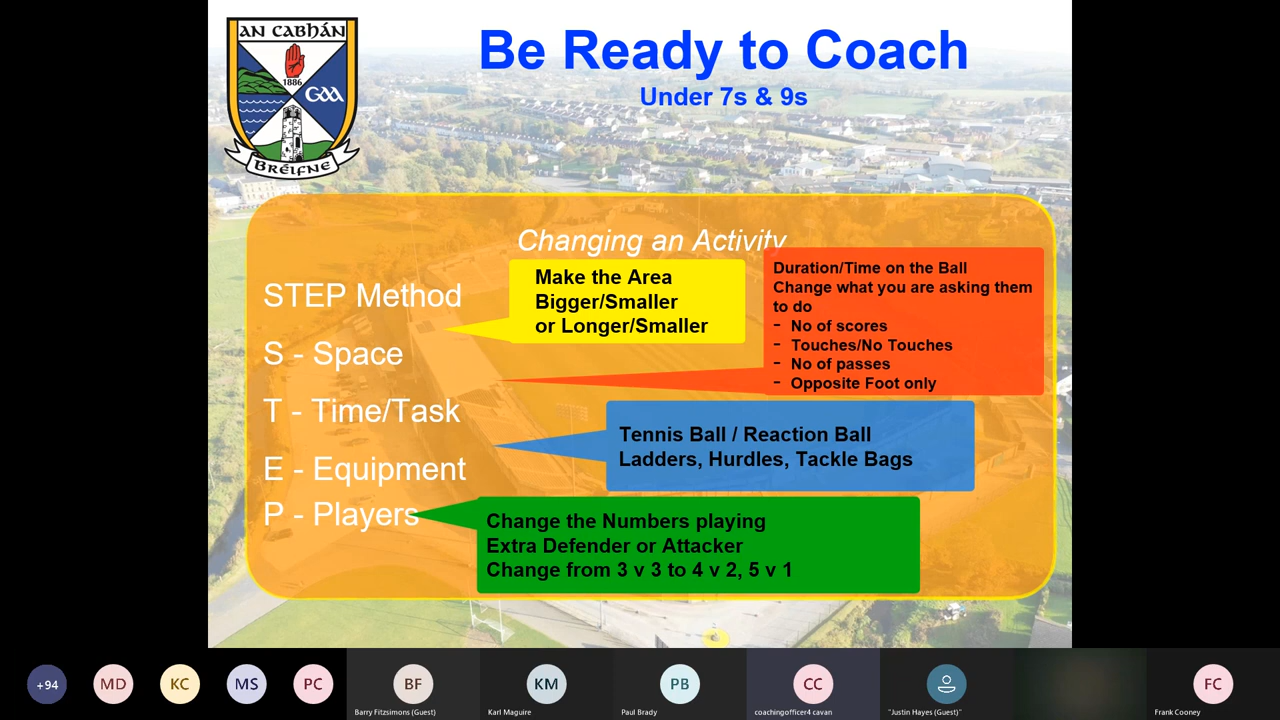 AN CABHÁN
1886
GAA
BRÉIFNE
Be Ready to Coach
Under 7s & 9s
Changing an Activity
STEP Method
S - Space
T - Time/Task
E - Equipment
P - Players
Make the Area
Bigger/Smaller
or Longer/Smaller
Duration/Time on the Ball
Change what you are asking them
to do
- No of scores
- Touches/No Touches
- No of passes
- Opposite Foot only
Tennis Ball / Reaction Ball
Ladders, Hurdles, Tackle Bags
Change the Numbers playing
Extra Defender or Attacker
Change from 3 v 3 to 4 v 2, 5 v 1
+94
MD
KC
MS
PC
BF
Barry Fitzsimons (Guest)
KM
Karl Maguire
PB
Paul Brady
CC
coachingofficer4 cavan
"Justin Hayes (Guest)"
FC
Frank Cooney